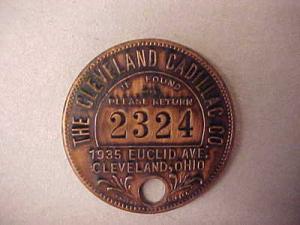 THE CLEVELAND CADILLAC CO
IF FOUND
PLEASE RETURN
2324
1935 EUCLID AVE.
CLEVELAND, OHIO